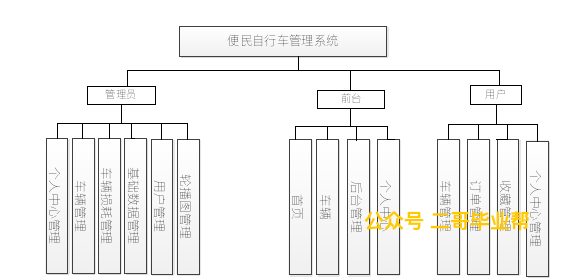 便民自行车管理系统
管理员
前台
用户
个人中心管理
车辆管理
车辆损耗管理
基础数据管理
用户管理
轮播图管理
首页
车辆
后台管理
个人中心
车辆管理
订单管理
收藏管理
个人中心管理
公众号 二哥毕业帮